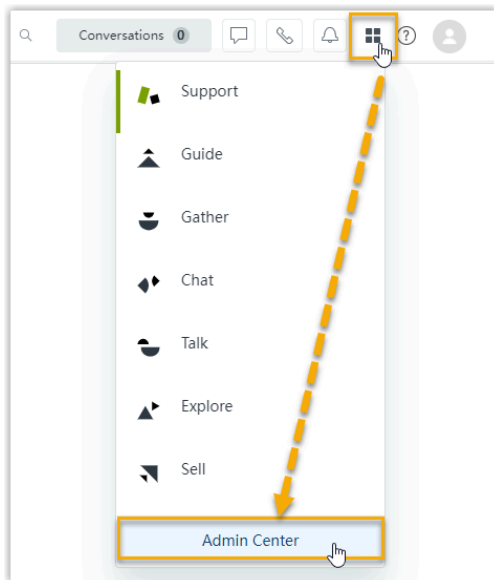 Conversations 0
Support
Guide
Gather
Chat
Talk
Explore
Sell
Admin Center